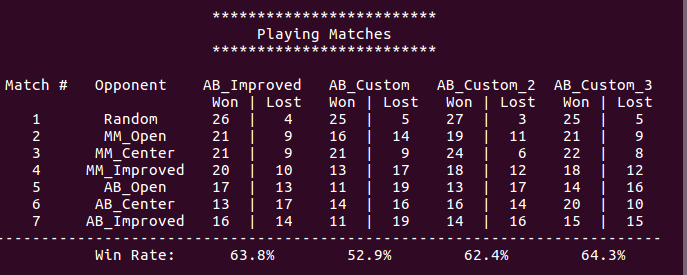 *************************
Playing Matches
*************************
Match # Opponent AB_Improved AB_Custom AB_Custom_2 AB_Custom_3
Won | Lost Won | Lost Won | Lost Won | Lost
1 Random 26 | 4 25 | 5 27 | 3 25 | 5
2 MM_Open 21 | 9 16 | 14 19 | 11 21 | 9
3 MM_Center 21 | 9 21 | 9 24 | 6 22 | 8
4 MM_Improved 20 | 10 13 | 17 18 | 12 18 | 12
5 AB_Open 17 | 13 11 | 19 13 | 17 14 | 16
6 AB_Center 13 | 17 14 | 16 16 | 14 20 | 10
7 AB_Improved 16 | 14 11 | 19 14 | 16 15 | 15
--------------------------------------------------------------------------
Win Rate: 63.8% 52.9% 62.4% 64.3%